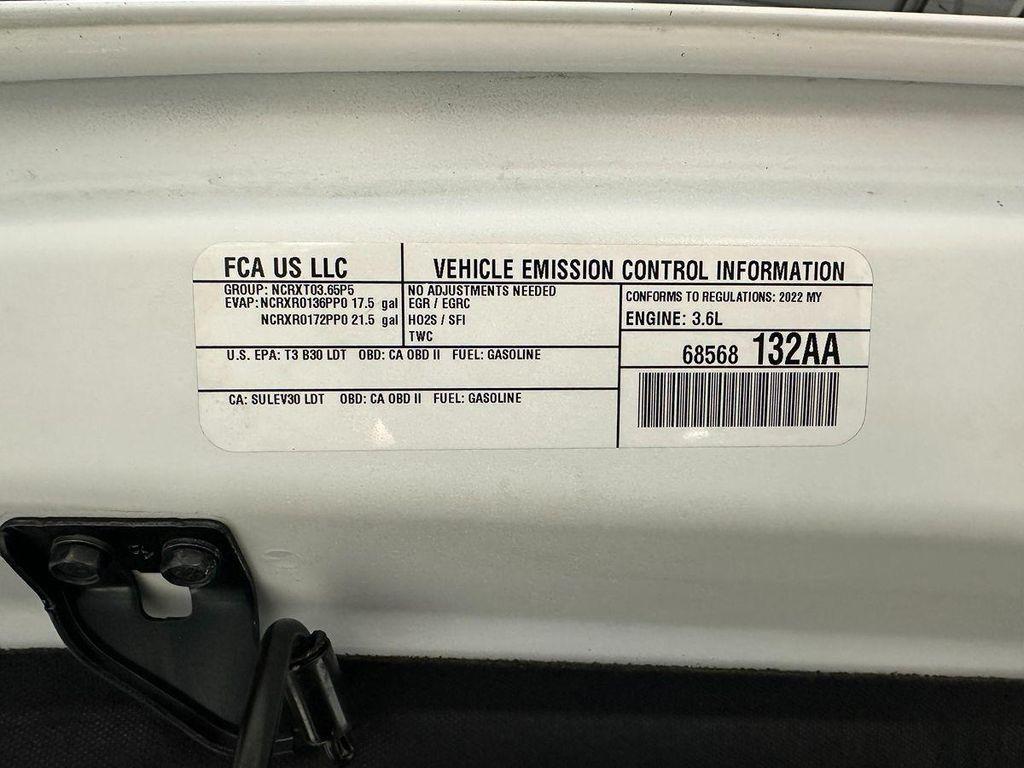 FCA US LLC
VEHICLE EMISSION CONTROL INFORMATION
GROUP: NCRXT03.65P5
EVAP: NCRXR0136PP0 17.5 gal
NCRXR0172PP0 21.5 gal
NO ADJUSTMENTS NEEDED
EGR / EGRC
HO2S / SFI
TWC
CONFORMS TO REGULATIONS: 2022 MY
ENGINE: 3.6L
U.S. EPA: T3 B30 LDT OBD: CA OBD II FUEL: GASOLINE
CA: SULEV30 LDT OBD: CA OBD II FUEL: GASOLINE
68568 132AA